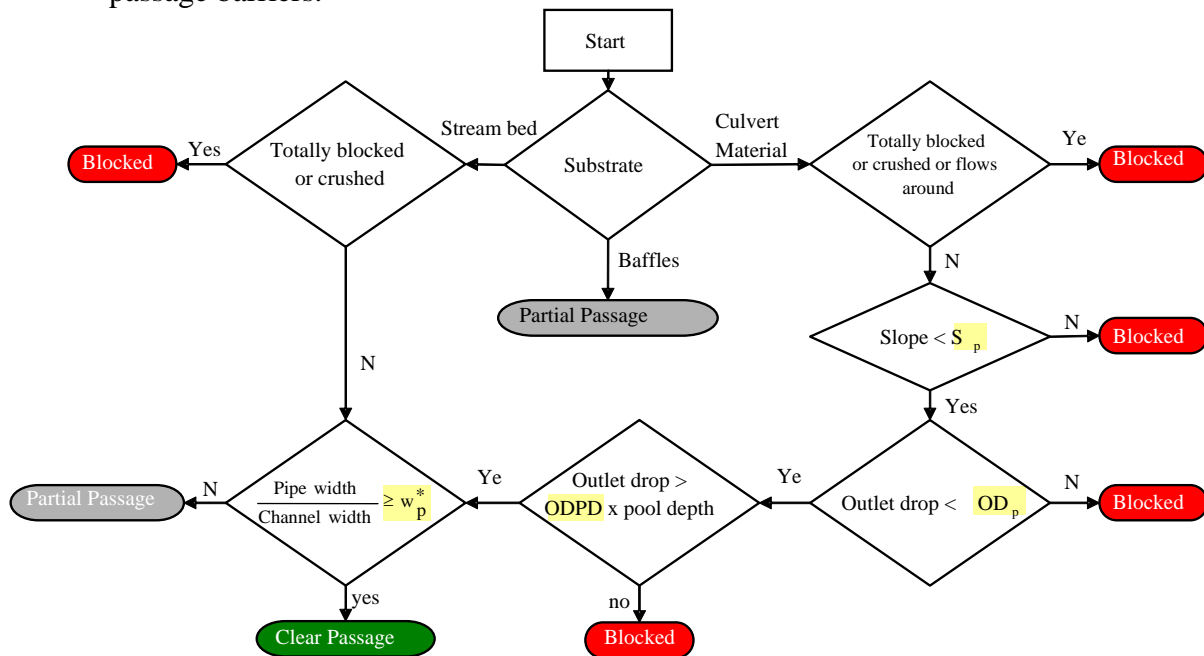 passage barriers.
Start
Stream bed
Culvert
Material
Substrate
Baffles
Partial Passage
Totally blocked
or crushed
Yes
Blocked
Totally blocked
or crushed or flows
around
Ye
Blocked
N
Slope < S p
N
Blocked
Yes
Outlet drop < OD p
N
Blocked
Ye
Outlet drop >
ODPD x pool depth
no
Blocked
Ye
N
Pipe width
Channel width
≥ w*p
N
Partial Passage
yes
Clear Passage